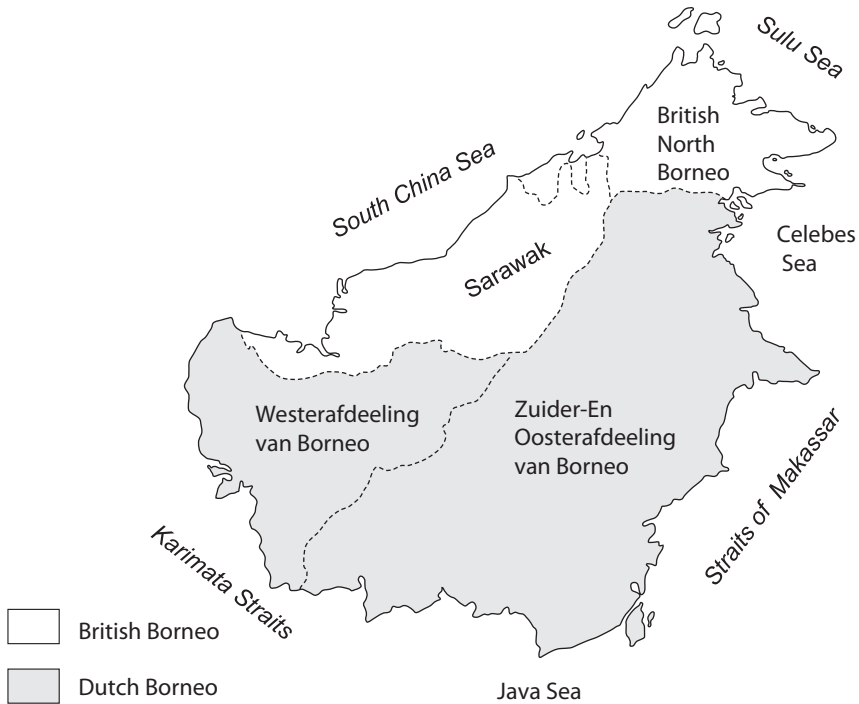 Sulu Sea
British
North
Borneo
South China Sea
Celebes
Sea
Sarawak
Westerafdeeling
van Borneo
Zuider-En
Oosterafdeeling
van Borneo
Straits of Makassar
Karimata Straits
British Borneo
Dutch Borneo
Java Sea